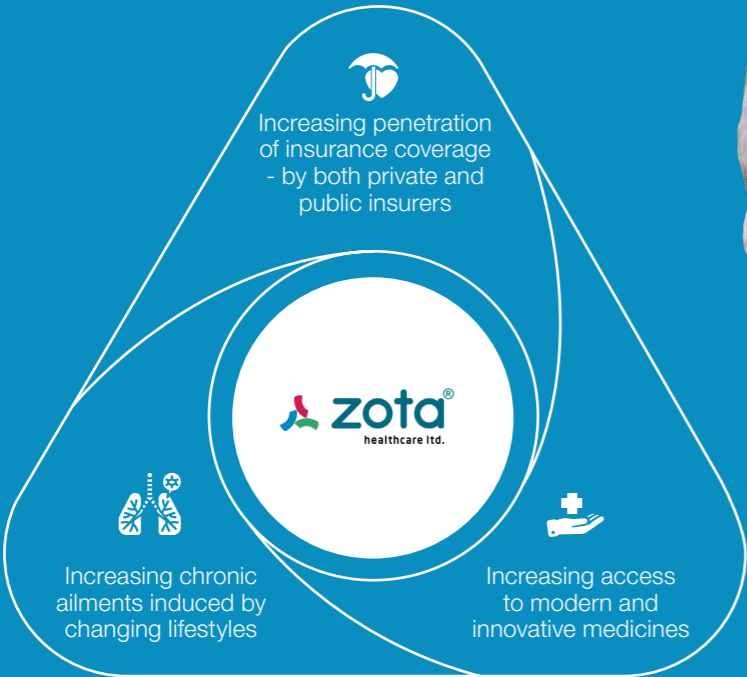 Increasing penetration
of insurance coverage
- by both private and
public insurers
zota®
healthcare ltd.
Increasing chronic
ailments induced by
changing lifestyles
Increasing access
to modern and
innovative medicines